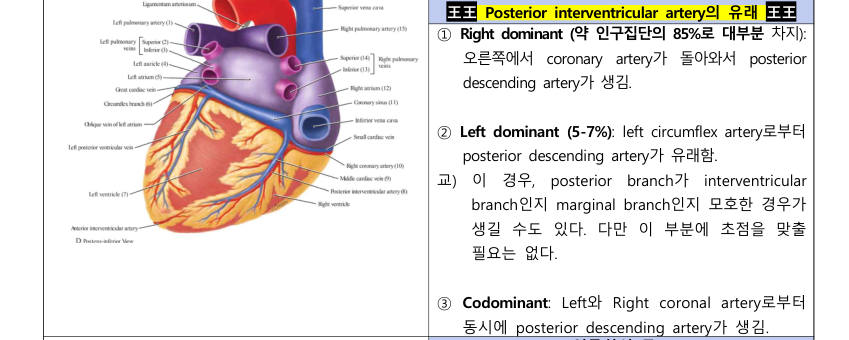 Ligamentum arteriosum
Superior vena cava
Left pulmonary artery (1)
Right pulmonary artery (15)
Left pulmonary veins
Superior (2)
Inferior (3)
Superior (14)
Inferior (13)
Right pulmonary veins
Left auricle (4)
Left atrium (5)
Right atrium (12)
Great cardiac vein
Coronary sinus (11)
Circumflex branch (6)
Inferior vena cava
Oblique vein of left atrium
Small cardiac vein
Left posterior ventricular vein
Right coronary artery (10)
Middle cardiac vein (9)
Left ventricle (7)
Posterior interventricular artery (8)
Right ventricle
Anterior interventricular artery
D Postero-inferior View
王王 Posterior interventricular artery의 유래 王王
① Right dominant (약 인구집단의 85%로 대부분 차지):
오른쪽에서 coronary artery가 돌아와서 posterior
descending artery가 생김.
② Left dominant (5-7%): left circumflex artery로부터
posterior descending artery가 유래함.
교) 이 경우, posterior branch가 interventricular
branch인지 marginal branch인지 모호한 경우가
생길 수도 있다. 다만 이 부분에 초점을 맞출
필요는 없다.
③ Codominant: Left와 Right coronal artery로부터
동시에 posterior descending artery가 생김.